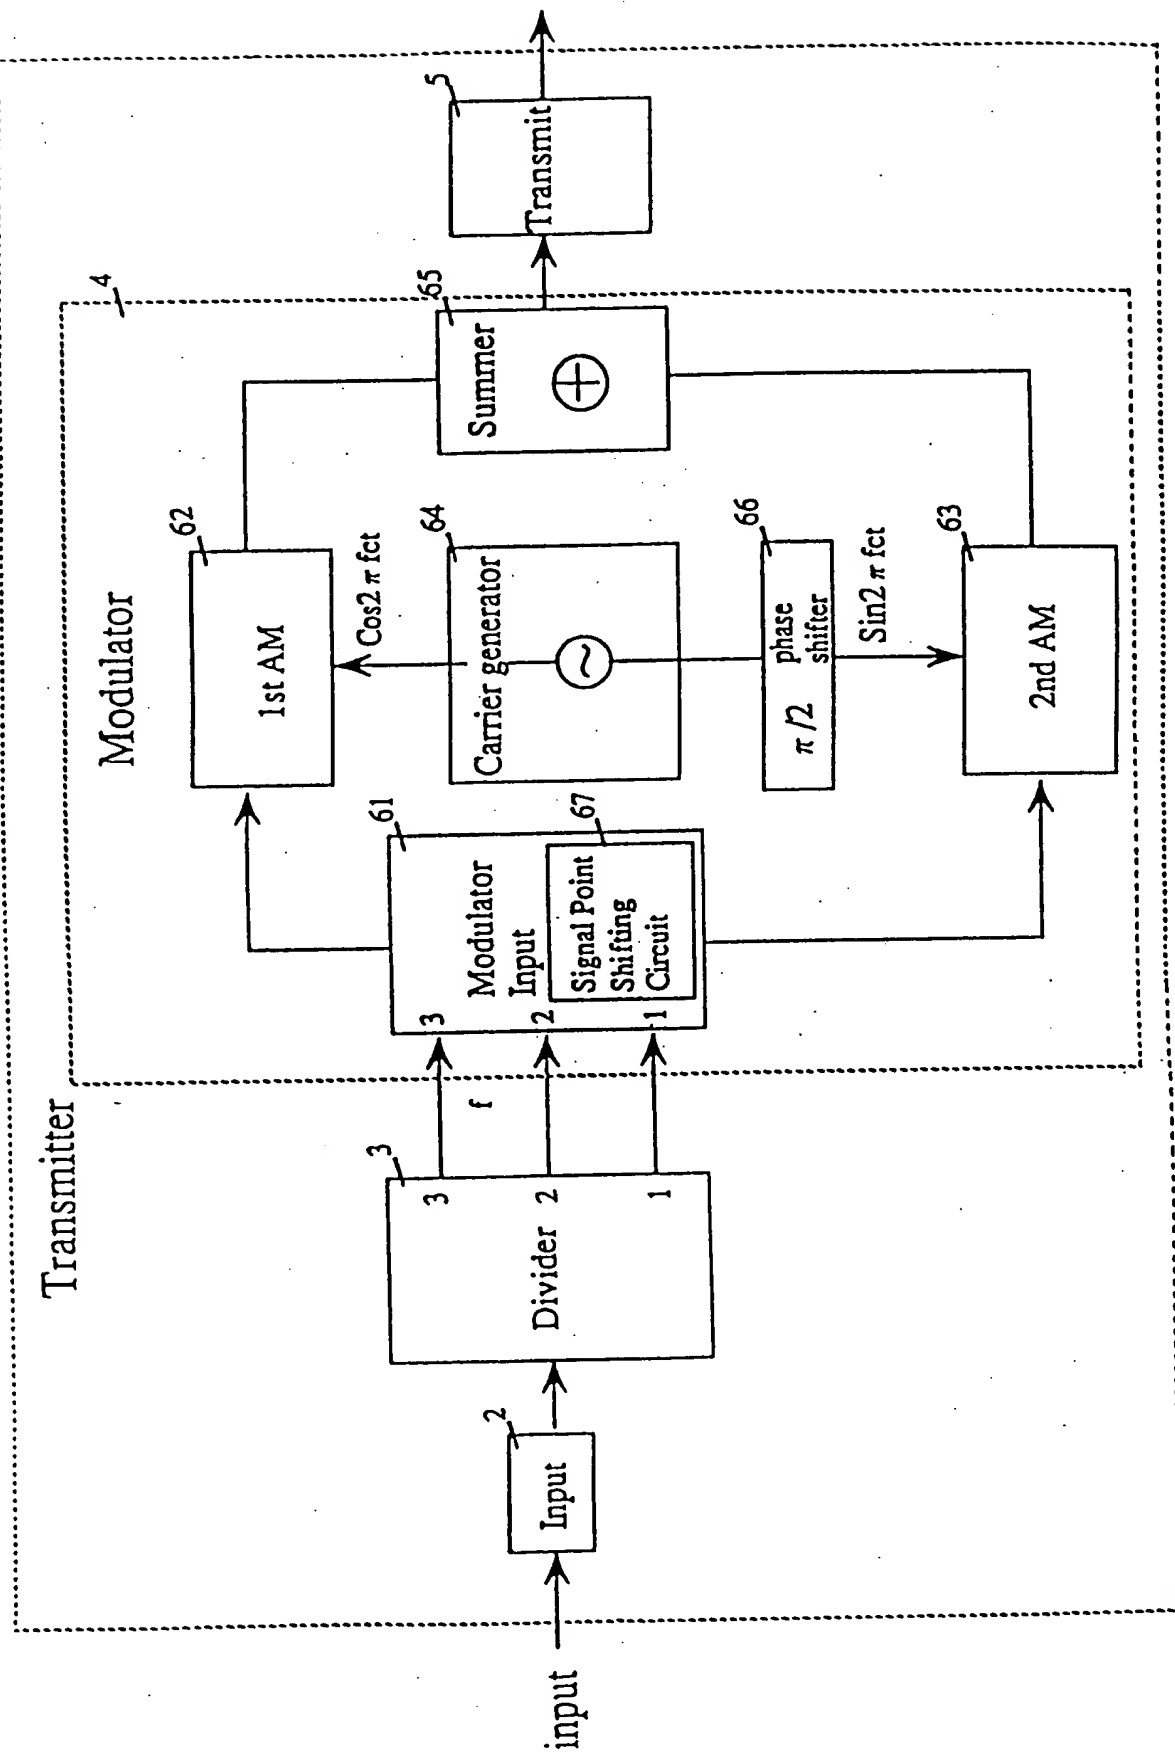 Transmitter
Modulator
4
input
Input
2
Divider
3
3
2
1
f
3
2
1
Modulator
Input
61
Signal Point
Shifting
Circuit
67
1st AM
62
Cos2 π fct
Carrier generator
~
64
π/2
phase
shifter
66
Sin2 π fct
2nd AM
63
Summer
+
65
Transmit
5